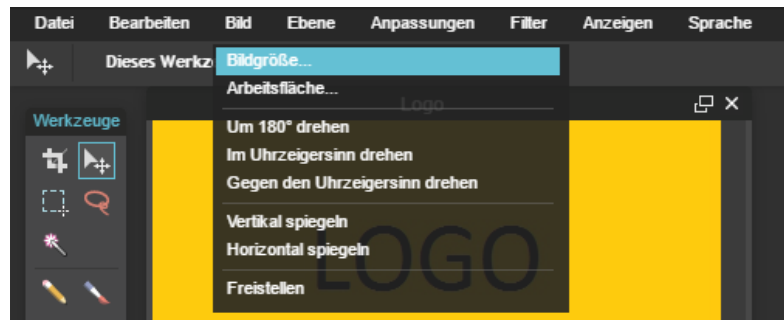 Datei Bearbeiten Bild Ebene Anpassungen Filter Anzeigen Sprache
Dieses Werkz
Bildgröße...
Arbeitsfläche...
Logo
Werkzeuge
Um 180° drehen
Im Uhrzeigersinn drehen
Gegen den Uhrzeigersinn drehen
Vertikal spiegeln
Horizontal spiegeln
LOGO
Freistellen